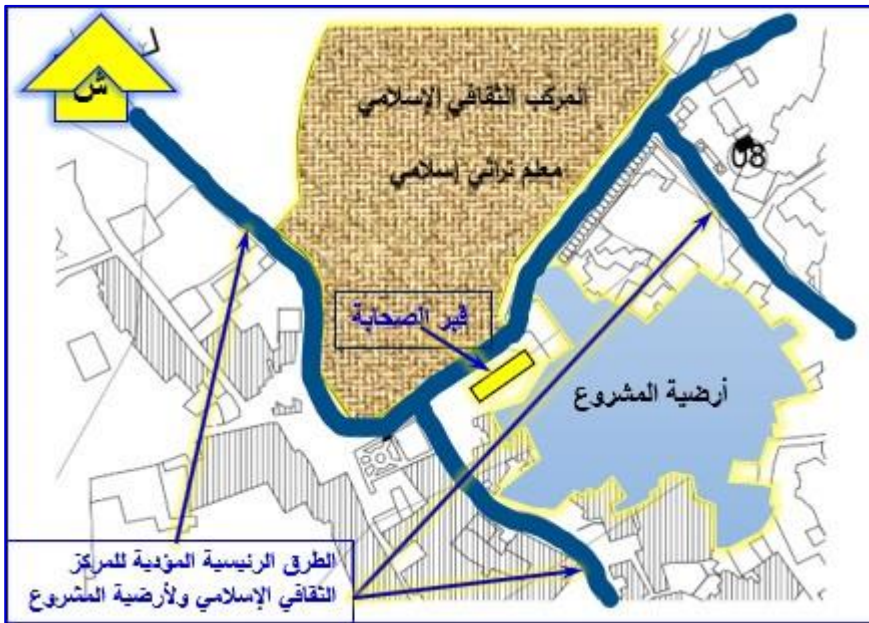 ش
المركب الثقافي الإسلامي
معلم تراثي إسلامي
08
قبر الصحابة
أرضية المشروع
الطرق الرئيسية المؤدية للمركز
الثقافي الإسلامي ولأرضية المشروع